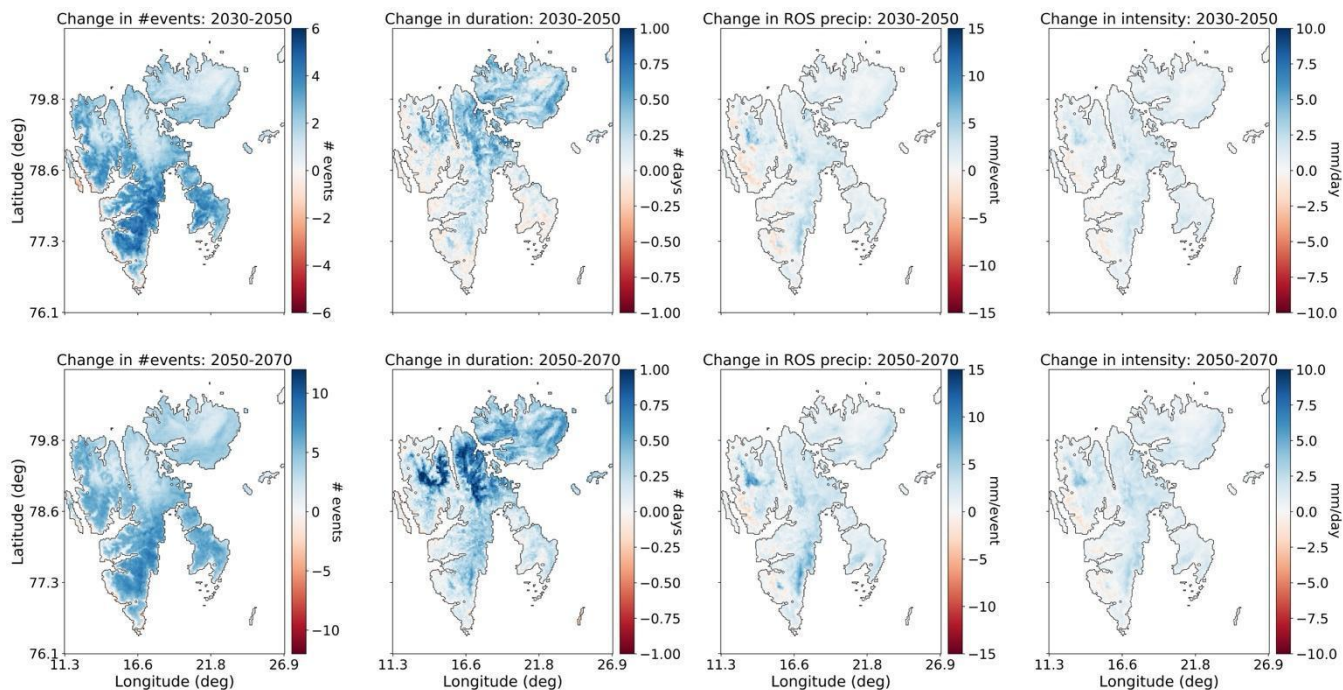 Change in #events: 2030-2050
Change in duration: 2030-2050
Change in ROS precip: 2030-2050
Change in intensity: 2030-2050
79.8
78.6
77.3
76.1
Latitude (deg)
6
4
2
0
−2
−4
−6
# events
1.00
0.75
0.50
0.25
0.00
−0.25
−0.50
−0.75
−1.00
# days
15
10
5
0
−5
−10
−15
mm/event
10.0
7.5
5.0
2.5
0.0
−2.5
−5.0
−7.5
−10.0
mm/day
Change in #events: 2050-2070
Change in duration: 2050-2070
Change in ROS precip: 2050-2070
Change in intensity: 2050-2070
79.8
78.6
77.3
76.1
Latitude (deg)
10
5
0
−5
−10
# events
1.00
0.75
0.50
0.25
0.00
−0.25
−0.50
−0.75
−1.00
# days
15
10
5
0
−5
−10
−15
mm/event
10.0
7.5
5.0
2.5
0.0
−2.5
−5.0
−7.5
−10.0
mm/day
11.3 16.6 21.8 26.9
11.3 16.6 21.8 26.9
11.3 16.6 21.8 26.9
11.3 16.6 21.8 26.9
Longitude (deg)
Longitude (deg)
Longitude (deg)
Longitude (deg)